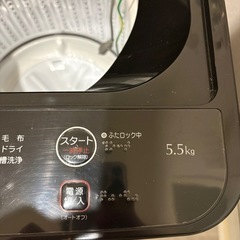 毛布
ドライ
槽洗浄
スタート
一時停止
(ロック解除)
ふたロック中
5.5kg
電源
切/入
(オートオフ)